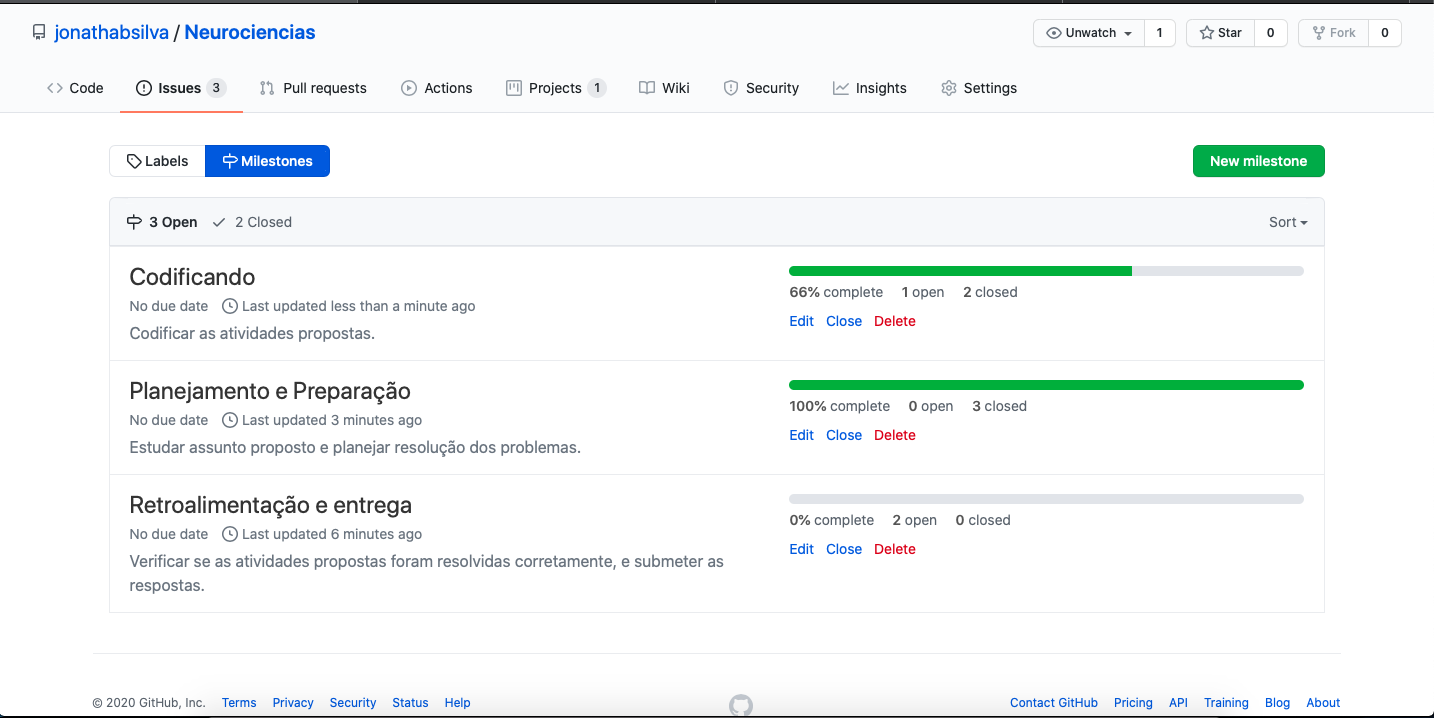 jonathabsilva / Neurociencias
Unwatch 1 Star 0 Fork 0
Code Issues 3 Pull requests Actions Projects 1 Wiki Security Insights Settings
Labels Milestones New milestone
3 Open 2 Closed Sort
Codificando
No due date Last updated less than a minute ago
Codificar as atividades propostas.
66% complete 1 open 2 closed
Edit Close Delete
Planejamento e Preparação
No due date Last updated 3 minutes ago
Estudar assunto proposto e planejar resolução dos problemas.
100% complete 0 open 3 closed
Edit Close Delete
Retroalimentação e entrega
No due date Last updated 6 minutes ago
Verificar se as atividades propostas foram resolvidas corretamente, e submeter as
respostas.
0% complete 2 open 0 closed
Edit Close Delete
© 2020 GitHub, Inc. Terms Privacy Security Status Help Contact GitHub Pricing API Training Blog About